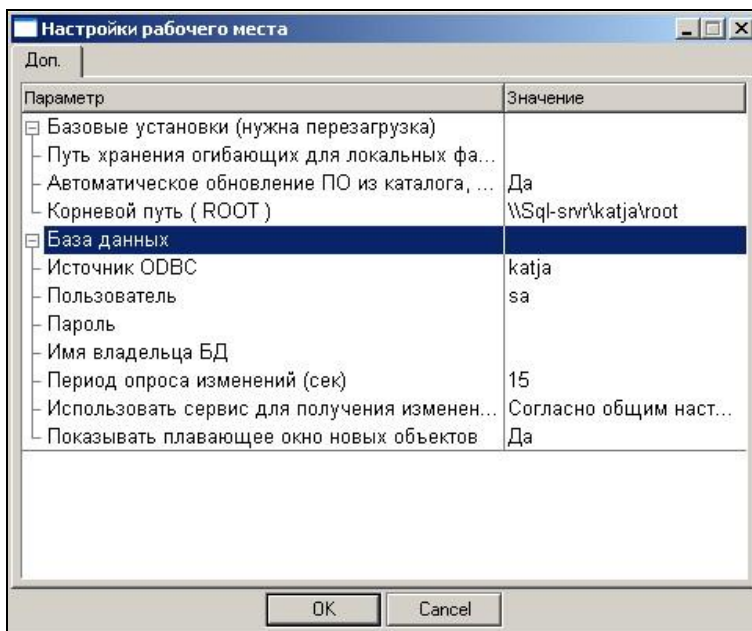 Настройки рабочего места
Доп.
Параметр Значение
Базовые установки (нужна перезагрузка)
Путь хранения огибающих для локальных фа...
Автоматическое обновление ПО из каталога, ... Да
Корневой путь ( ROOT ) \\Sql-srvr\katja\root
База данных
Источник ODBC katja
Пользователь sa
Пароль
Имя владельца БД
Период опроса изменений (сек) 15
Использовать сервис для получения изменен... Согласно общим наст...
Показывать плавающее окно новых объектов Да
OK Cancel